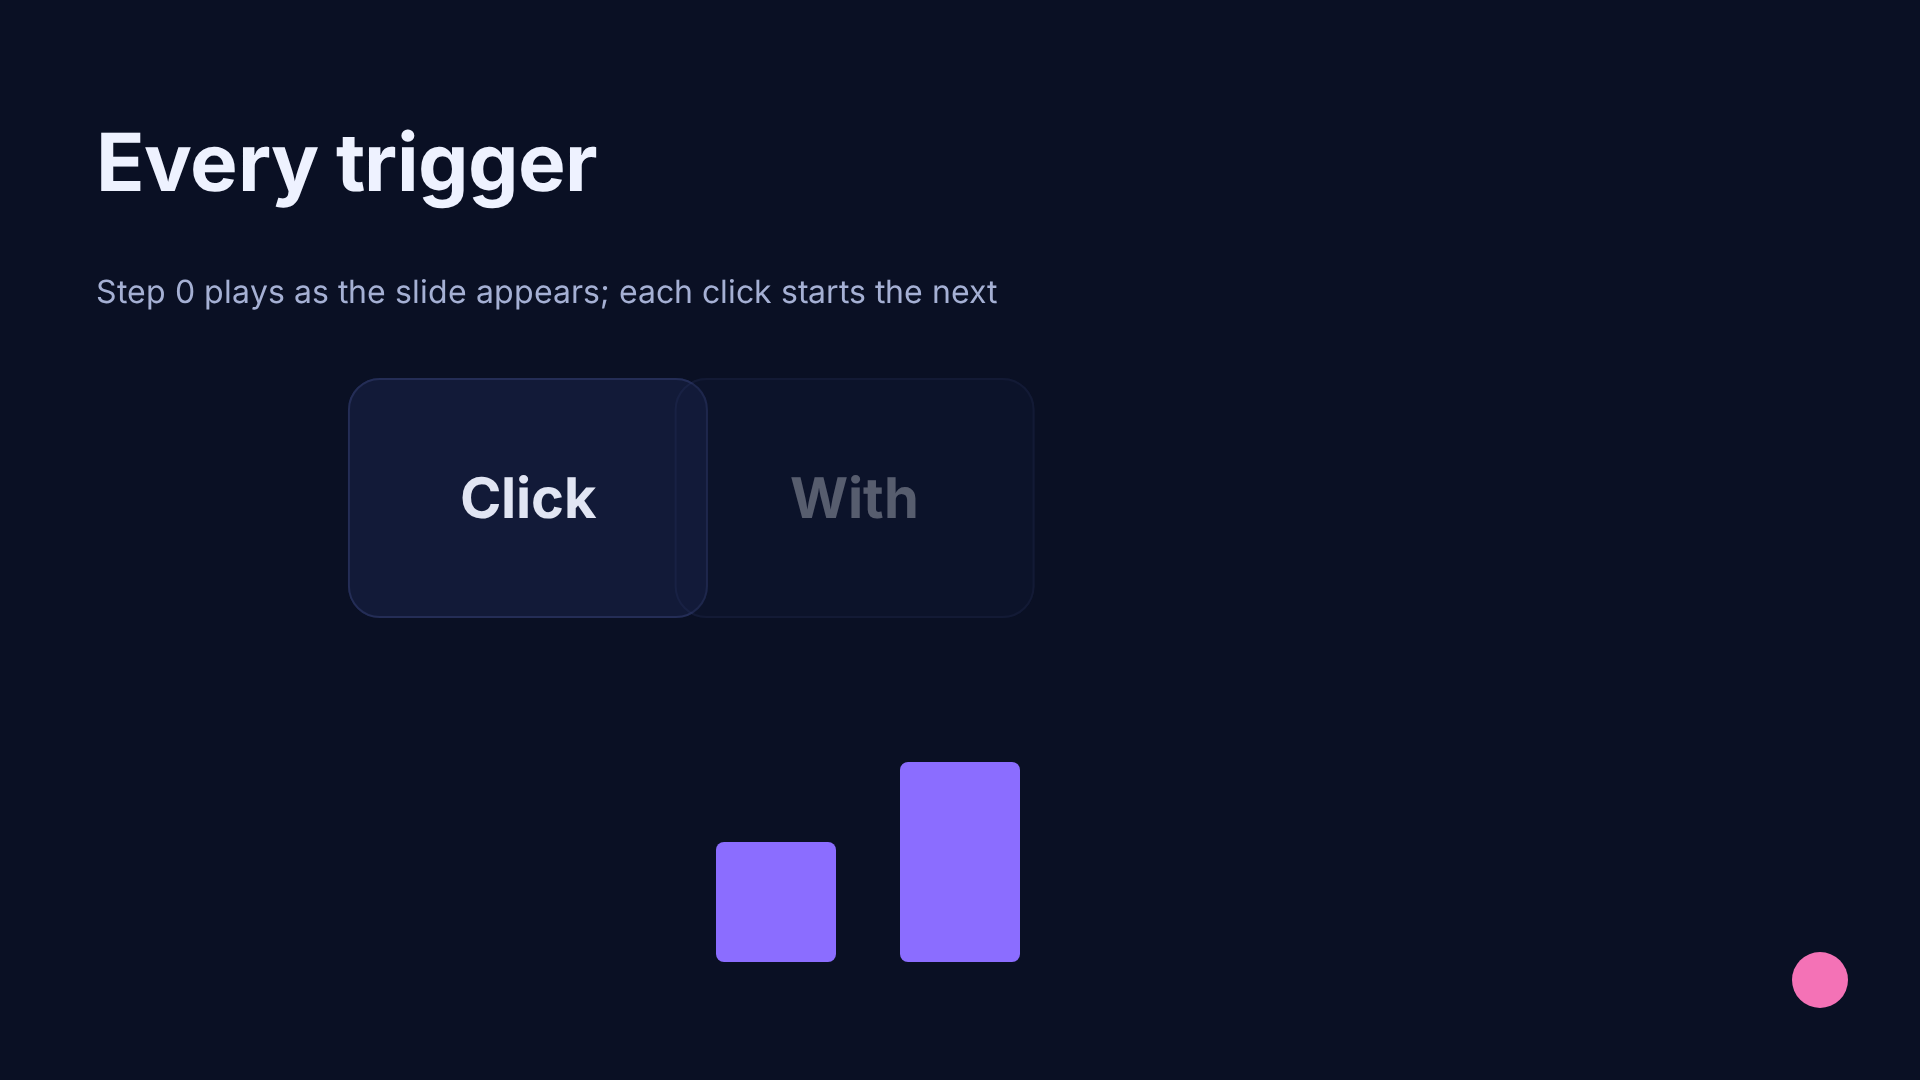 Every trigger
Step 0 plays as the slide appears; each click starts the next
Click
With